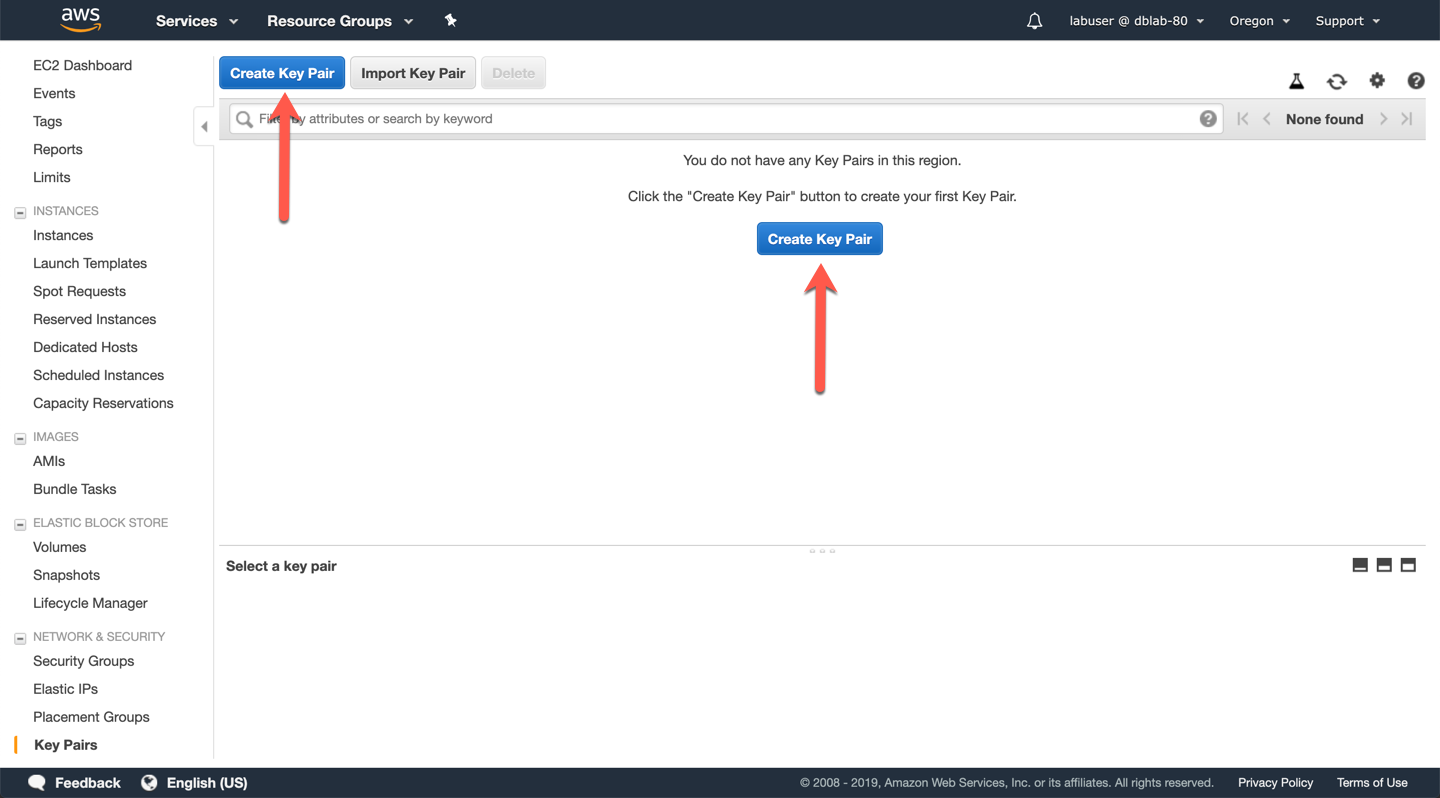 aws Services Resource Groups labuser @ dblab-80 Oregon Support
EC2 Dashboard
Events
Tags
Reports
Limits
INSTANCES
Instances
Launch Templates
Spot Requests
Reserved Instances
Dedicated Hosts
Scheduled Instances
Capacity Reservations
IMAGES
AMIs
Bundle Tasks
ELASTIC BLOCK STORE
Volumes
Snapshots
Lifecycle Manager
NETWORK & SECURITY
Security Groups
Elastic IPs
Placement Groups
Key Pairs
Create Key Pair Import Key Pair Delete
Filter by attributes or search by keyword None found
You do not have any Key Pairs in this region.
Click the "Create Key Pair" button to create your first Key Pair.
Create Key Pair
Select a key pair
Feedback English (US) © 2008 - 2019, Amazon Web Services, Inc. or its affiliates. All rights reserved. Privacy Policy Terms of Use